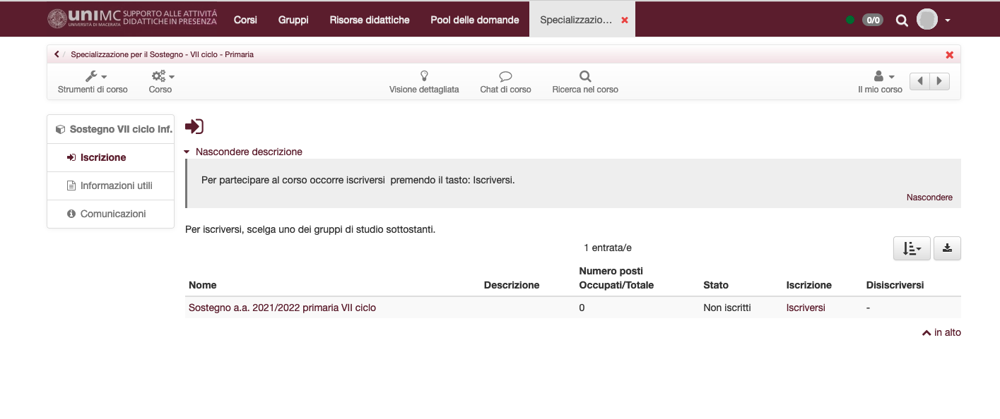 uniMC SUPPORTO ALLE ATTIVITÀ
UNIVERSITÀ DI MACERATA DIDATTICHE IN PRESENZA
Corsi Gruppi Risorse didattiche Pool delle domande Specializzazio... 0/0
/ Specializzazione per il Sostegno - VII ciclo - Primaria
Strumenti di corso Corso Visione dettagliata Chat di corso Ricerca nel corso Il mio corso
Sostegno VII ciclo Inf.
Iscrizione
Informazioni utili
Comunicazioni
Nascondere descrizione
Per partecipare al corso occorre iscriversi premendo il tasto: Iscriversi.
Nascondere
Per iscriversi, scelga uno dei gruppi di studio sottostanti.
1 entrata/e
Nome Descrizione Numero posti Occupati/Totale Stato Iscrizione Disiscriversi
Sostegno a.a. 2021/2022 primaria VII ciclo 0 Non iscritti Iscriversi -
in alto